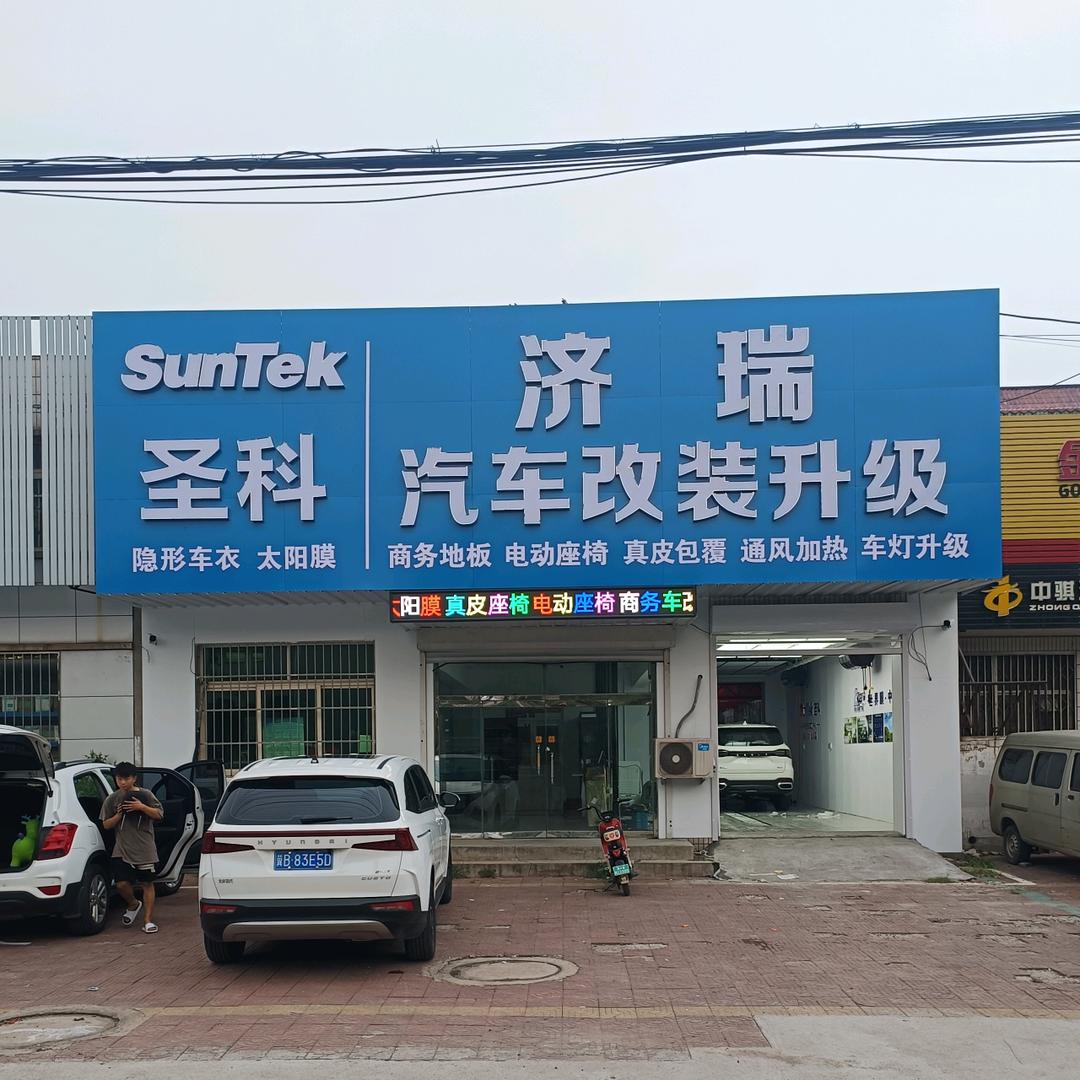 SunTek
圣科
隐形车衣 太阳膜
济 瑞
汽车改装升级
商务地板 电动座椅 真皮包覆 通风加热 车灯升级
阳膜 真皮座椅 电动座椅 商务车
中骐
HYUNDAI
冀B·83E5D